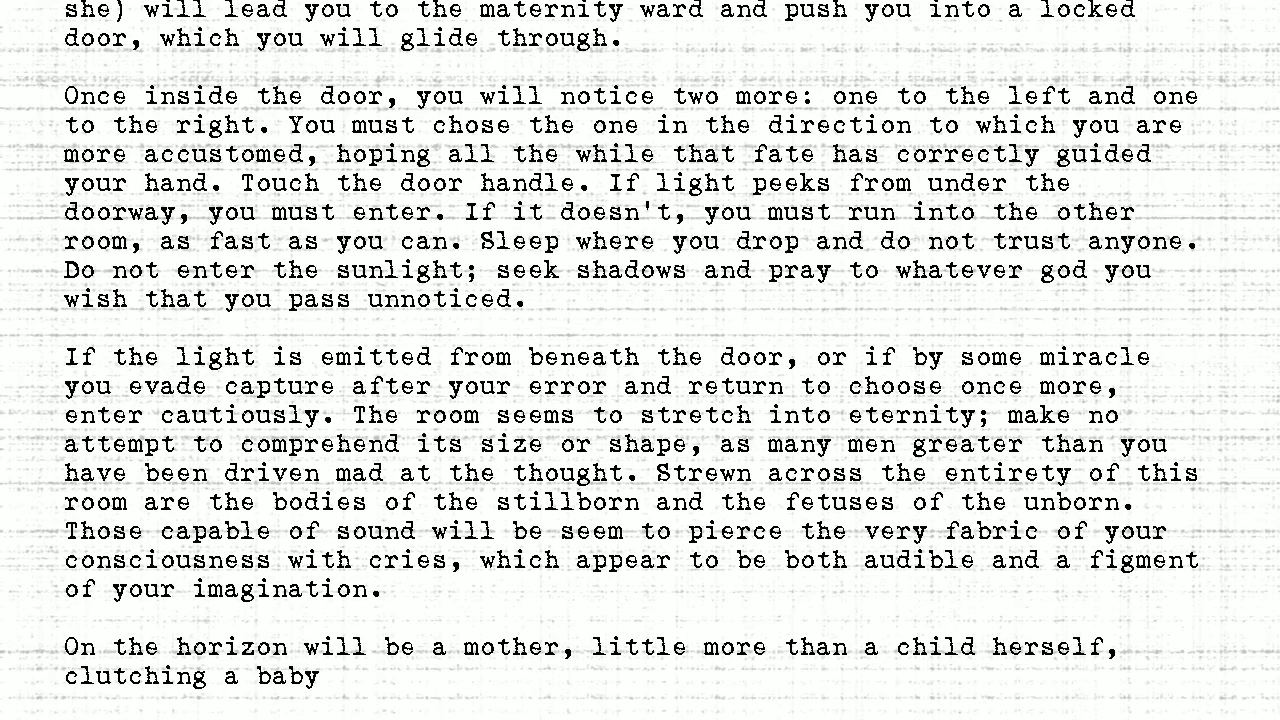 she) will lead you to the maternity ward and push you into a locked
door, which you will glide through.
Once inside the door, you will notice two more: one to the left and one
to the right. You must chose the one in the direction to which you are
more accustomed, hoping all the while that fate has correctly guided
your hand. Touch the door handle. If light peeks from under the
doorway, you must enter. If it doesn't, you must run into the other
room, as fast as you can. Sleep where you drop and do not trust anyone.
Do not enter the sunlight; seek shadows and pray to whatever god you
wish that you pass unnoticed.
If the light is emitted from beneath the door, or if by some miracle
you evade capture after your error and return to choose once more,
enter cautiously. The room seems to stretch into eternity; make no
attempt to comprehend its size or shape, as many men greater than you
have been driven mad at the thought. Strewn across the entirety of this
room are the bodies of the stillborn and the fetuses of the unborn.
Those capable of sound will be seem to pierce the very fabric of your
consciousness with cries, which appear to be both audible and a figment
of your imagination.
On the horizon will be a mother, little more than a child herself,
clutching a baby